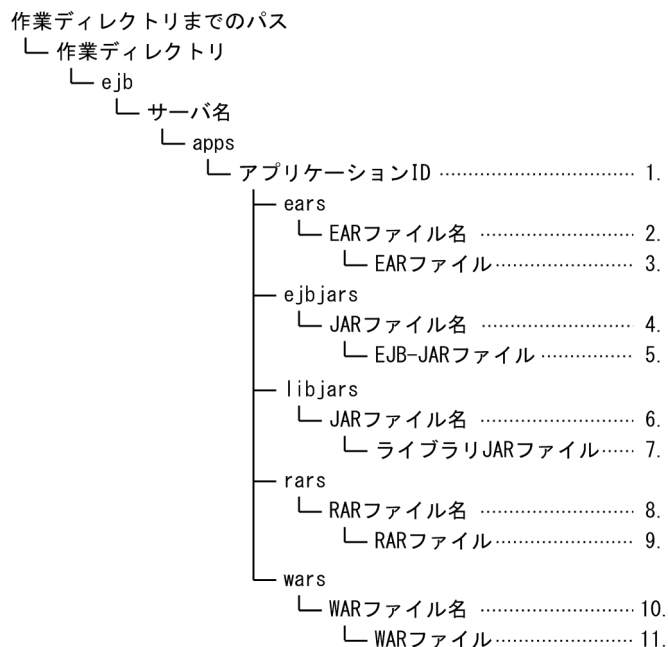 作業ディレクトリまでのパス
作業ディレクトリ
ejb
サーバ名
apps
アプリケーションID ………………………… 1.
ears
EARファイル名 ………………………… 2.
EARファイル………………………… 3.
ejbjars
JARファイル名 ………………………… 4.
EJB-JARファイル ………………………… 5.
libjars
JARファイル名 ………………………… 6.
ライブラリJARファイル…… 7.
rars
RARファイル名 ………………………… 8.
RARファイル………………………… 9.
wars
WARファイル名 ………………………… 10.
WARファイル………………………… 11.